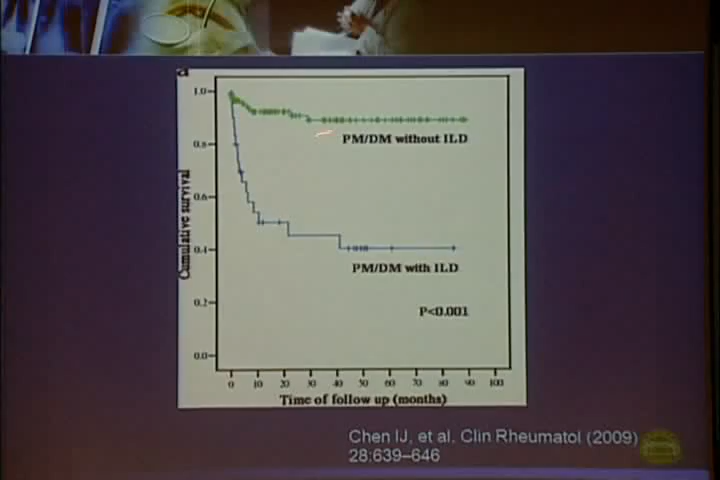 a
Cumulative survival
1.0
0.8
0.6
0.4
0.2
0.0
PM/DM without ILD
PM/DM with ILD
P<0.001
0 10 20 30 40 50 60 70 80 90 100
Time of follow up (months)
Chen IJ, et al. Clin Rheumatol (2009)
28:639–646